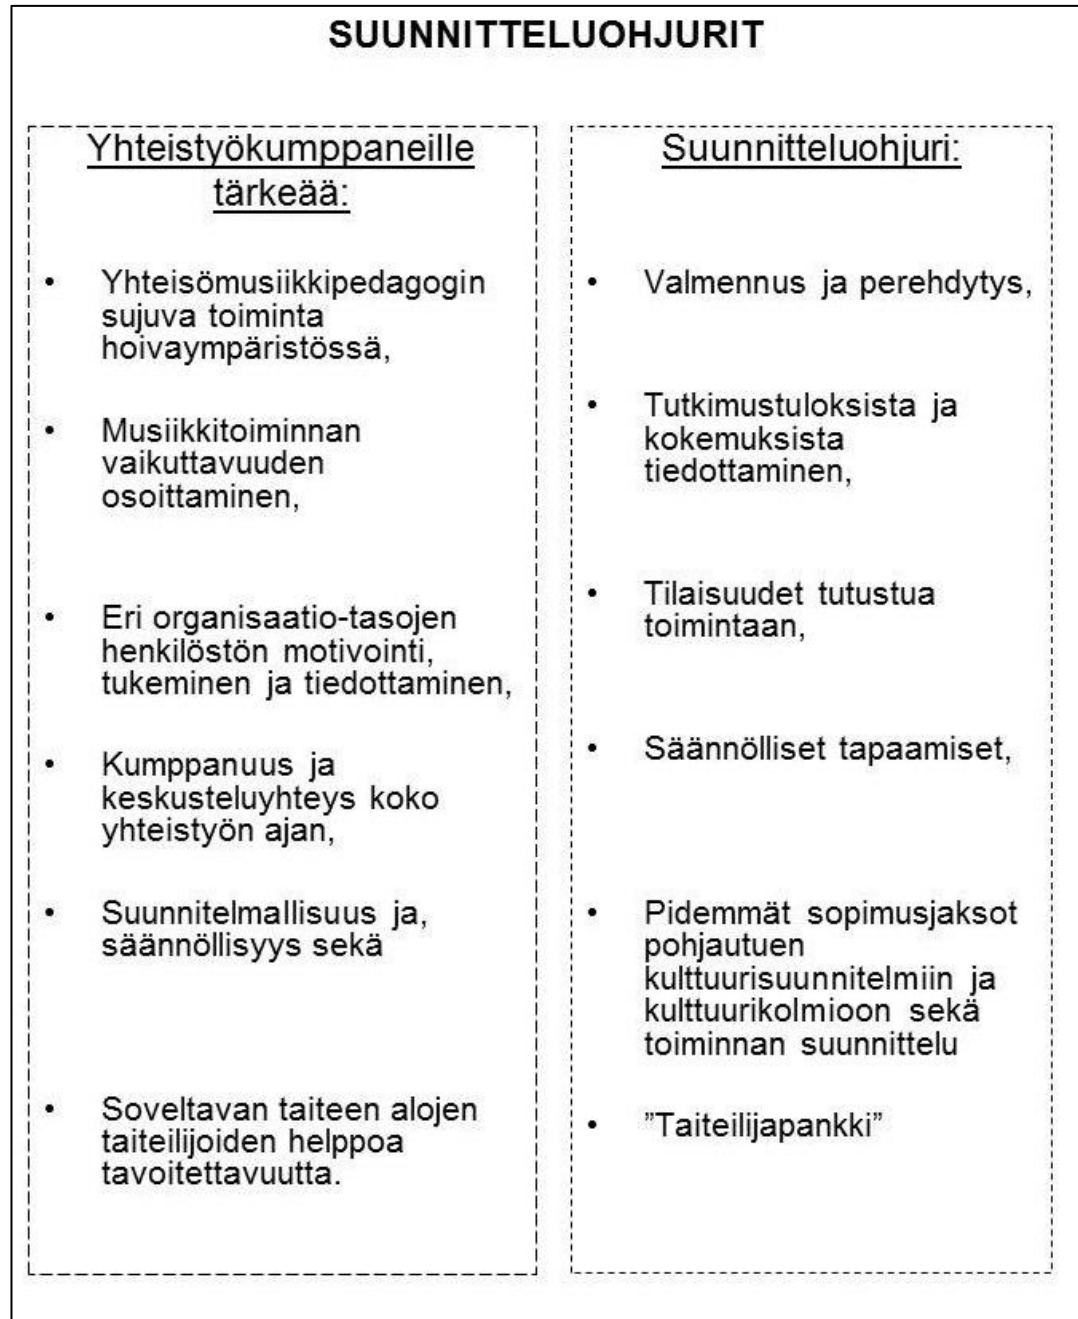 SUUNNITTELUOHJURIT
Yhteistyökumppaneille
tärkeää:
• Yhteisömusiikkipedagogin
sujuva toiminta
hoivaympäristössä,
• Musiikkitoiminnan
vaikuttavuuden
osoittaminen,
• Eri organisaatio-tasojen
henkilöstön motivointi,
tukeminen ja tiedottaminen,
• Kumppanuus ja
keskusteluyhteys koko
yhteistyön ajan,
• Suunnitelmallisuus ja,
säännöllisyys sekä
• Soveltavan taiteen alojen
taiteilijoiden helppoa
tavoitettavuutta.
Suunnitteluohjuri:
• Valmennus ja perehdytys,
• Tutkimustuloksista ja
kokemuksista
tiedottaminen,
• Tilaisuudet tutustua
toimintaan,
• Säännölliset tapaamiset,
• Pidemmät sopimusjaksot
pohjautuen
kulttuurisuunnitelmiin ja
kulttuurikolmioon sekä
toiminnan suunnittelu
• ”Taiteilijapankki”